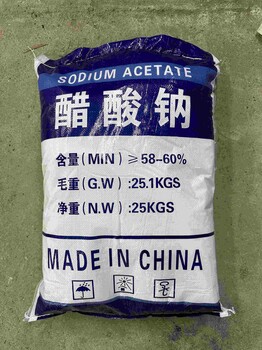 SODIUM ACETATE
醋酸钠
含量(MIN)≥58--60%
毛重(G.W):25.1KGS
净重(N.W):25KGS
MADE IN CHINA